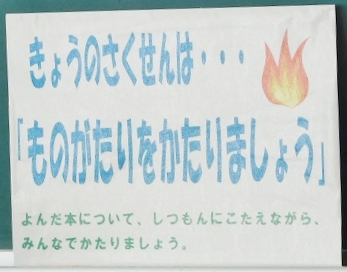 きょうのさくせんは・・・
「ものがたりをかたりましょう」
よんだ本について、しつもんにこたえながら、
みんなでかたりましょう。